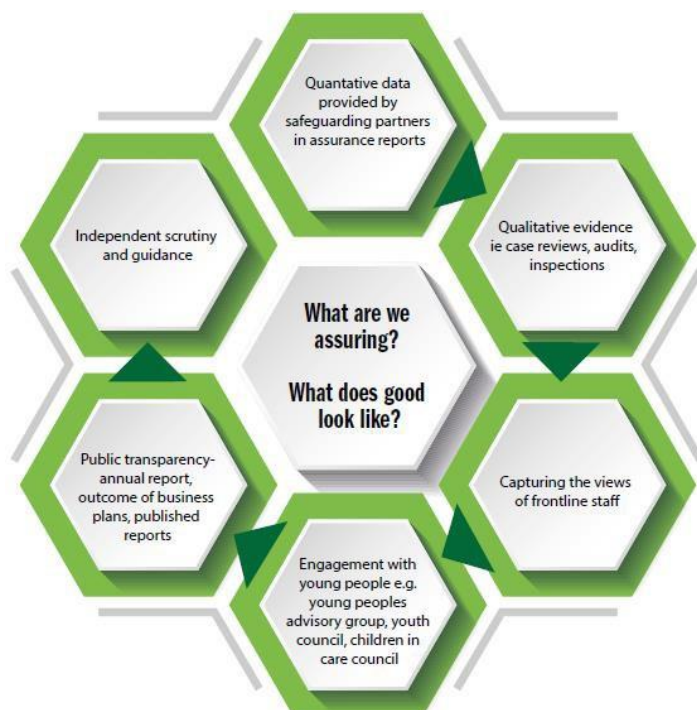 Quantative data
provided by
safeguarding partners
in assurance reports
Qualitative evidence
ie case reviews, audits,
inspections
Capturing the views
of frontline staff
Engagement with
young people e.g.
young peoples
advisory group, youth
council, children in
care council
Public transparency-
annual report,
outcome of business
plans, published
reports
Independent scrutiny
and guidance
What are we
assuring?
What does good
look like?